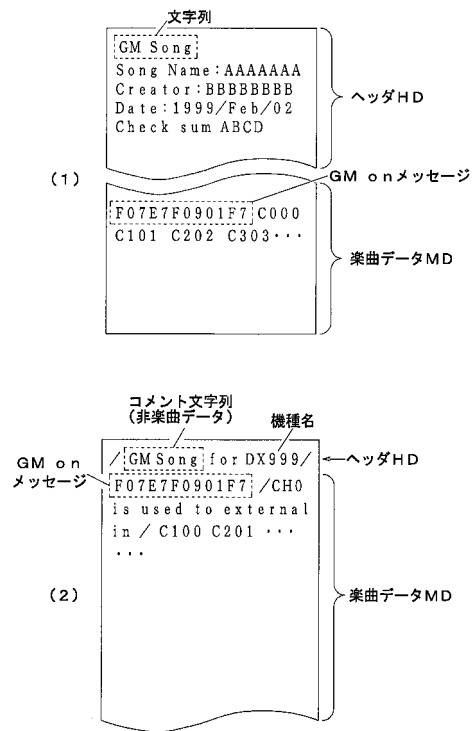 文字列
GM Song
Song Name:AAAAAAA
Creator:BBBBBBBB
Date:1999/Feb/02
Check sum ABCD
ヘッダHD
(1)
GM onメッセージ
F07E7F0901F7 C000
C101 C202 C303···
楽曲データMD
コメント文字列
(非楽曲データ)
機種名
/ GM Song for DX999/
ヘッダHD
GM on
メッセージ
F07E7F0901F7 /CH0
is used to external
in / C100 C201 ···
···
(2)
楽曲データMD